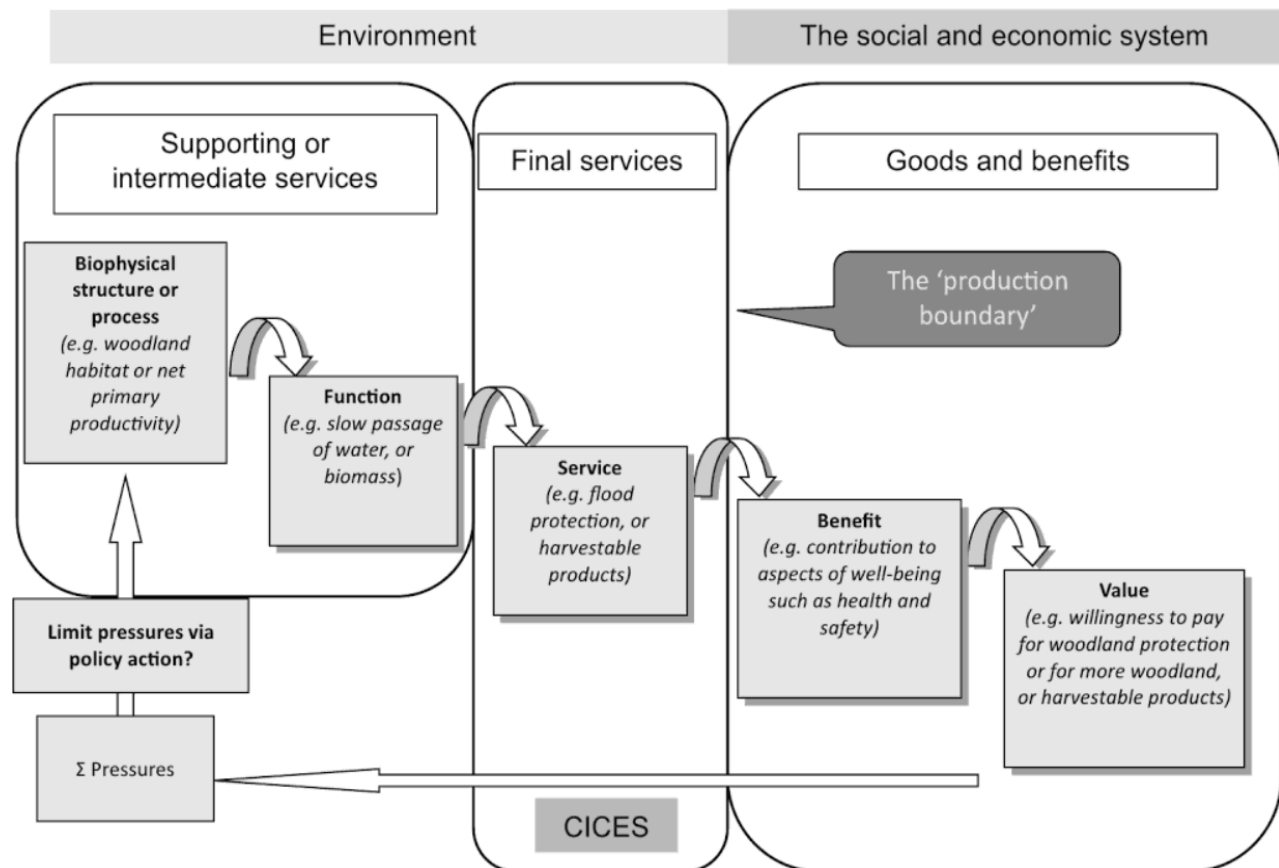 Environment
The social and economic system
Supporting or
intermediate services
Final services
Goods and benefits
Biophysical
structure or
process
(e.g. woodland
habitat or net
primary
productivity)
The ‘production
boundary’
Function
(e.g. slow passage
of water, or
biomass)
Service
(e.g. flood
protection, or
harvestable
products)
Benefit
(e.g. contribution to
aspects of well-being
such as health and
safety)
Value
(e.g. willingness to pay
for woodland protection
or for more woodland,
or harvestable products)
Limit pressures via
policy action?
Σ Pressures
CICES